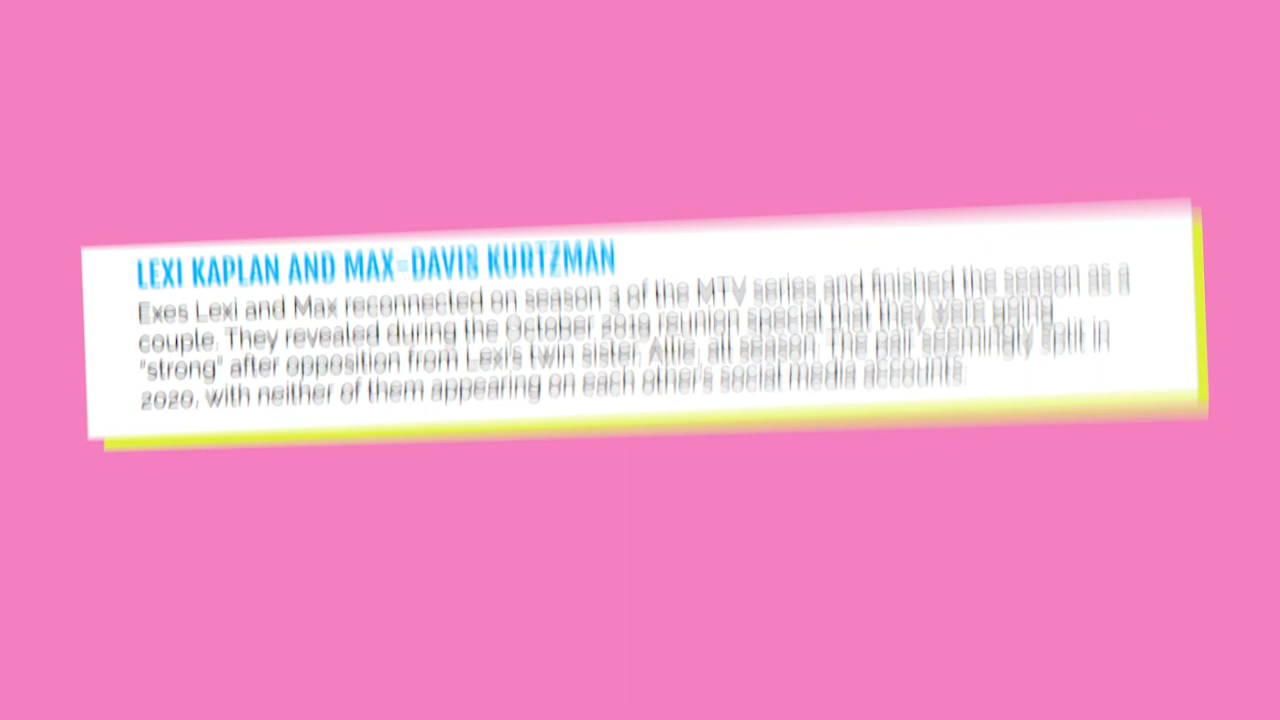 LEXI KAPLAN AND MAX-DAVIS KURTZMAN
Exes Lexi and Max reconnected on season 3 of the MTV series and finished the season as a
couple. They revealed during the October 2019 reunion special that they were going
"strong" after opposition from Lexi's twin sister, Allie, all season. The pair seemingly split in
2020, with neither of them appearing on each other's social media accounts.